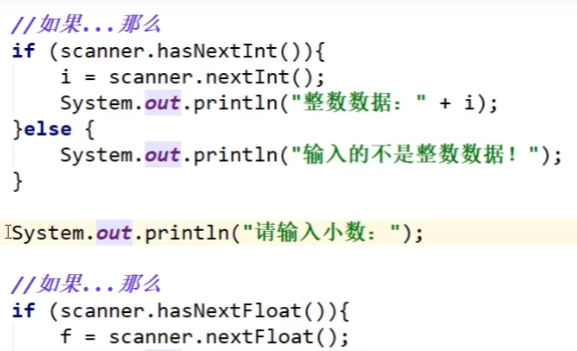 //如果...那么
if (scanner.hasNextInt()){
i = scanner.nextInt();
System.out.println("整数数据：" + i);
}else {
System.out.println("输入的不是整数数据！");
}
System.out.println("请输入小数：");
//如果...那么
if (scanner.hasNextFloat()){
f = scanner.nextFloat();